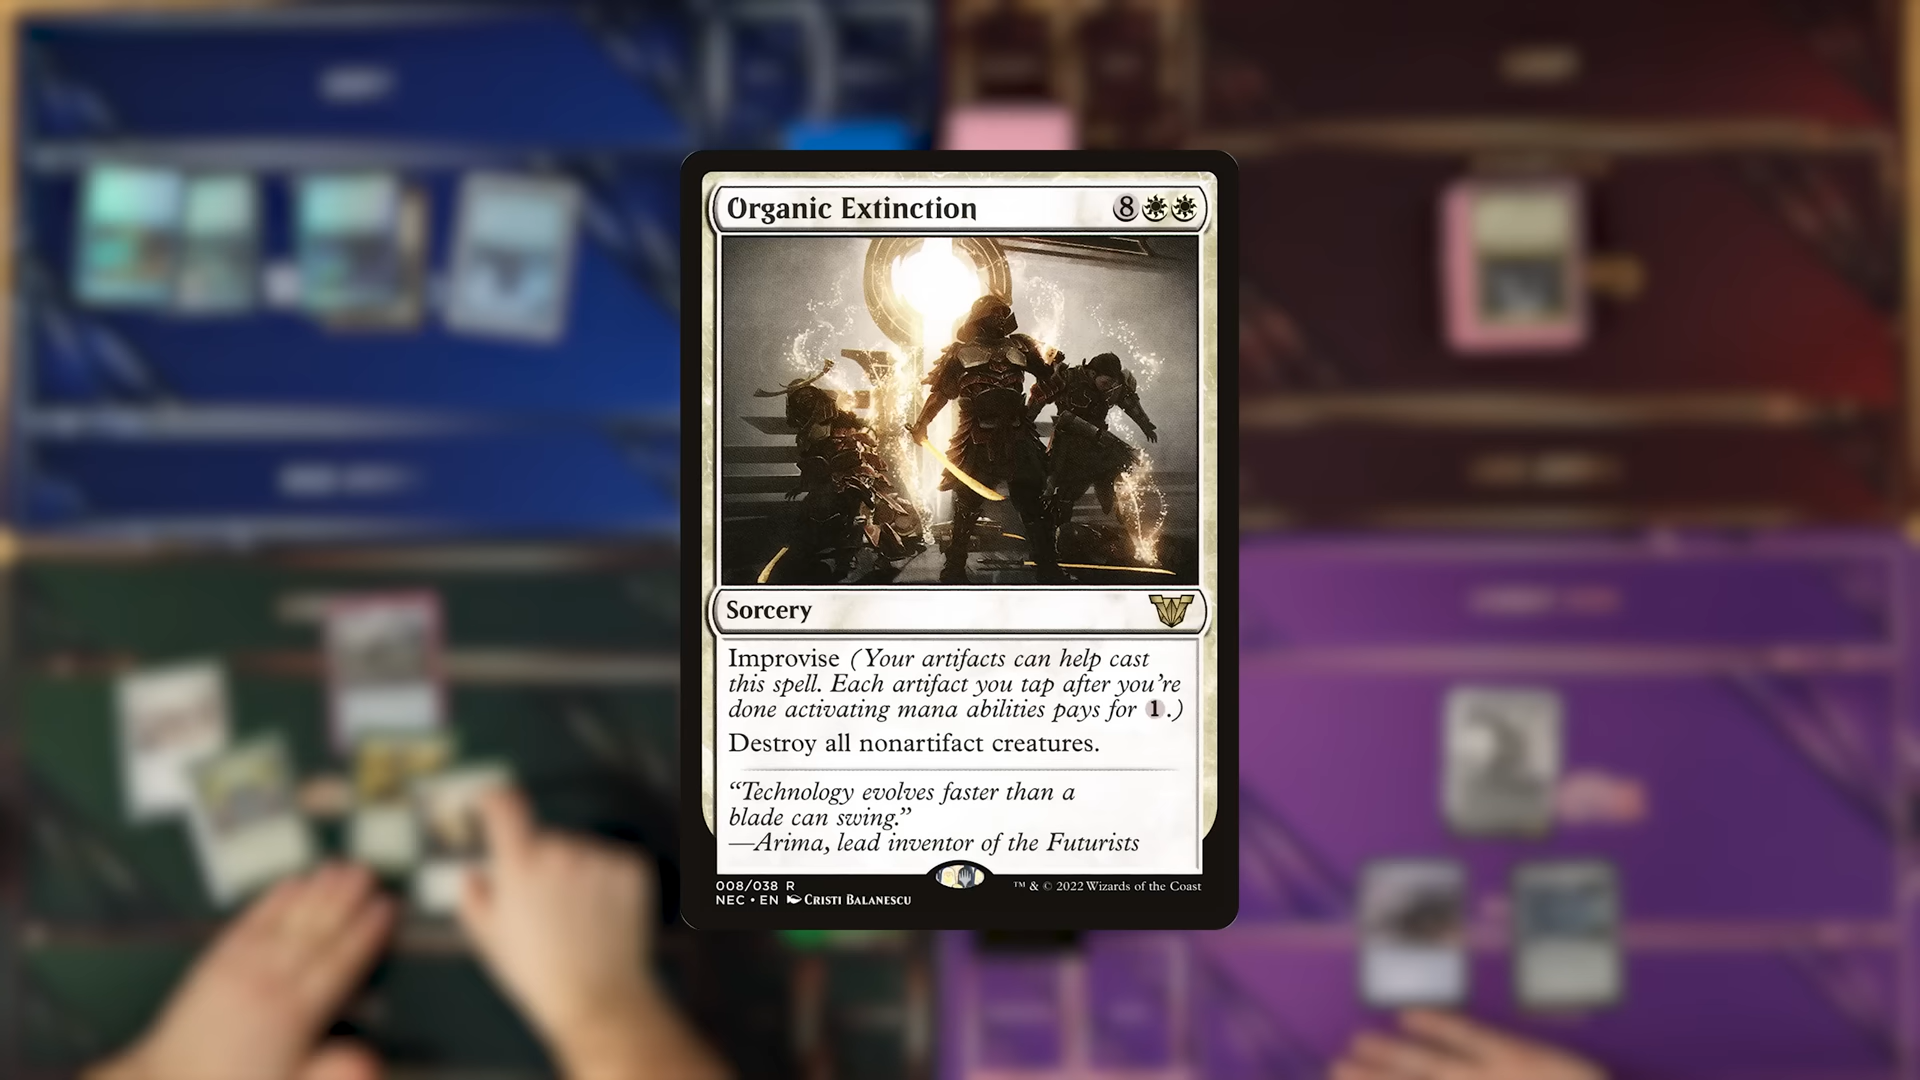 Organic Extinction 8
Sorcery
Improvise (Your artifacts can help cast
this spell. Each artifact you tap after you're
done activating mana abilities pays for 1.)
Destroy all nonartifact creatures.
“Technology evolves faster than a
blade can swing.”
—Arima, lead inventor of the Futurists
008/038 R
NEC • EN CRISTI BALANESCU
™ & © 2022 Wizards of the Coast